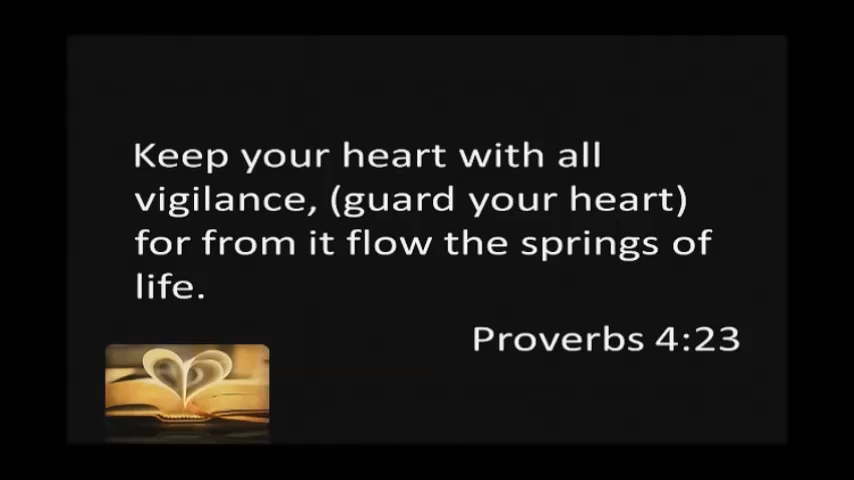 Keep your heart with all
vigilance, (guard your heart)
for from it flow the springs of
life.
Proverbs 4:23